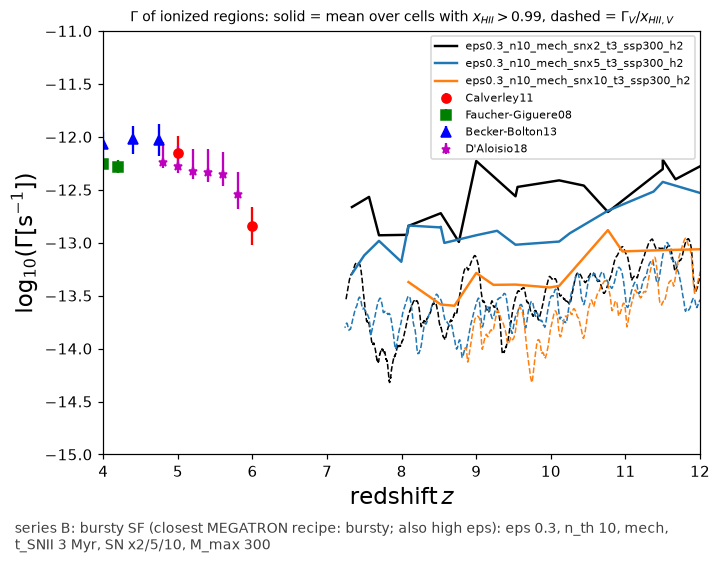 Γ of ionized regions: solid = mean over cells with x_HII > 0.99, dashed = Γ_V/x_HII,V
−11.0
−11.5
−12.0
−12.5
−13.0
−13.5
−14.0
−14.5
−15.0
log₁₀(Γ[s⁻¹])
eps0.3_n10_mech_snx2_t3_ssp300_h2
eps0.3_n10_mech_snx5_t3_ssp300_h2
eps0.3_n10_mech_snx10_t3_ssp300_h2
Calverley11
Faucher-Giguere08
Becker-Bolton13
D'Aloisio18
4 5 6 7 8 9 10 11 12
redshift z
series B: bursty SF (closest MEGATRON recipe: bursty; also high eps): eps 0.3, n_th 10, mech,
t_SNII 3 Myr, SN x2/5/10, M_max 300